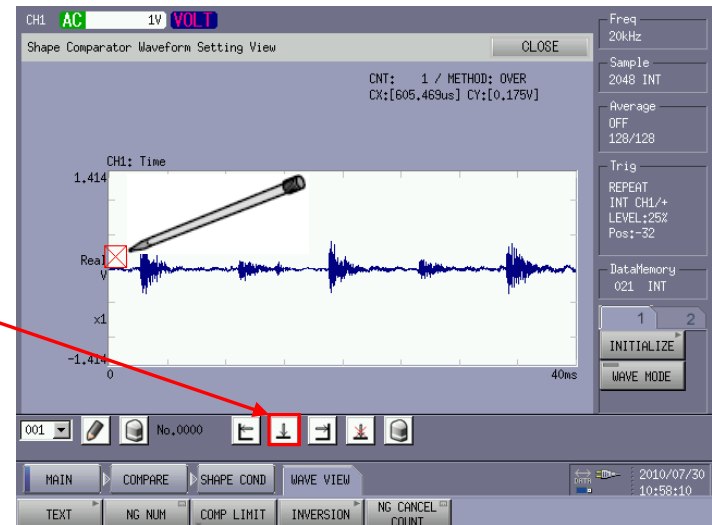 CH1 AC 1V VOLT
Shape Comparator Waveform Setting View CLOSE
CNT: 1 / METHOD: OVER
CX:[605.469us] CY:[0.175V]
CH1: Time
1.414
Real
V
x1
-1.414
0 40ms
Freq
20kHz
Sample
2048 INT
Average
OFF
128/128
Trig
REPEAT
INT CH1/+
LEVEL:25%
Pos:-32
DataMemory
021 INT
1 2
INITIALIZE
WAVE MODE
001 No.0000
MAIN COMPARE SHAPE COND WAVE VIEW
DATA
2010/07/30
10:58:10
TEXT NG NUM COMP LIMIT INVERSION NG CANCEL
COUNT